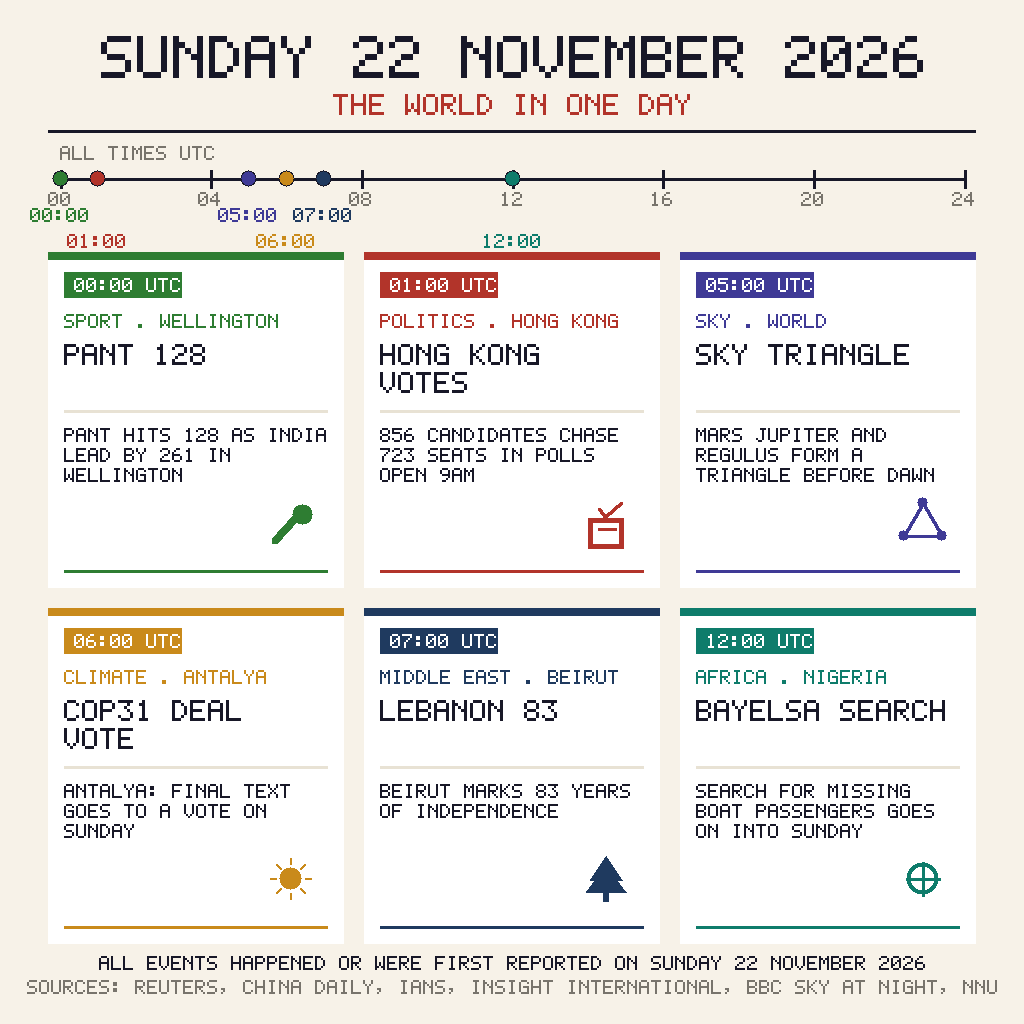 SUNDAY 22 NOVEMBER 2026
THE WORLD IN ONE DAY
ALL TIMES UTC
00 04 08 12 16 20 24
00:00 05:00 07:00
01:00 06:00 12:00
00:00 UTC
SPORT . WELLINGTON
PANT 128
PANT HITS 128 AS INDIA
LEAD BY 261 IN
WELLINGTON
01:00 UTC
POLITICS . HONG KONG
HONG KONG
VOTES
856 CANDIDATES CHASE
723 SEATS IN POLLS
OPEN 9AM
05:00 UTC
SKY . WORLD
SKY TRIANGLE
MARS JUPITER AND
REGULUS FORM A
TRIANGLE BEFORE DAWN
06:00 UTC
CLIMATE . ANTALYA
COP31 DEAL
VOTE
ANTALYA: FINAL TEXT
GOES TO A VOTE ON
SUNDAY
07:00 UTC
MIDDLE EAST . BEIRUT
LEBANON 83
BEIRUT MARKS 83 YEARS
OF INDEPENDENCE
12:00 UTC
AFRICA . NIGERIA
BAYELSA SEARCH
SEARCH FOR MISSING
BOAT PASSENGERS GOES
ON INTO SUNDAY
ALL EVENTS HAPPENED OR WERE FIRST REPORTED ON SUNDAY 22 NOVEMBER 2026
SOURCES: REUTERS, CHINA DAILY, IANS, INSIGHT INTERNATIONAL, BBC SKY AT NIGHT, NNU